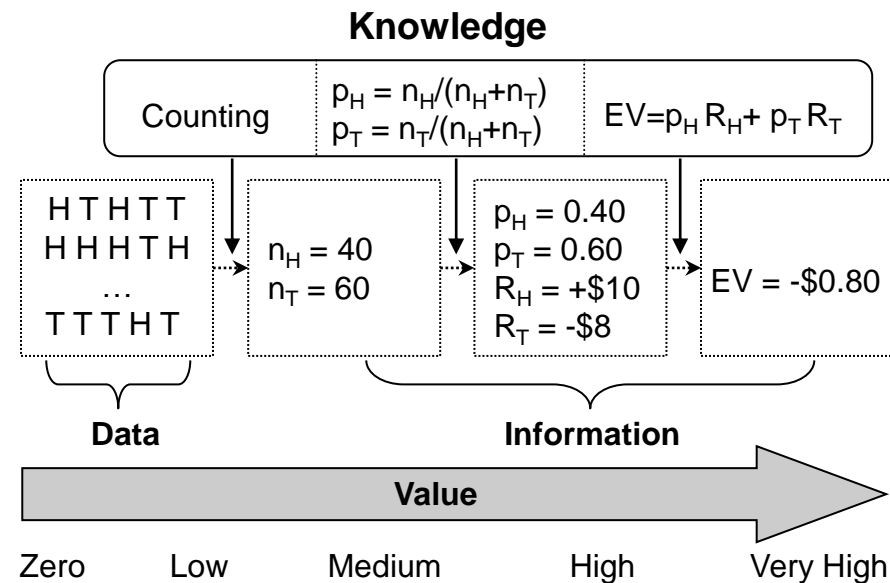 Knowledge
Counting
p_H = n_H/(n_H+n_T)
p_T = n_T/(n_H+n_T)
EV=p_H R_H+ p_T R_T
H T H T T
H H H T H
…
T T T H T
n_H = 40
n_T = 60
p_H = 0.40
p_T = 0.60
R_H = +$10
R_T = -$8
EV = -$0.80
Data
Information
Value
Zero Low Medium High Very High